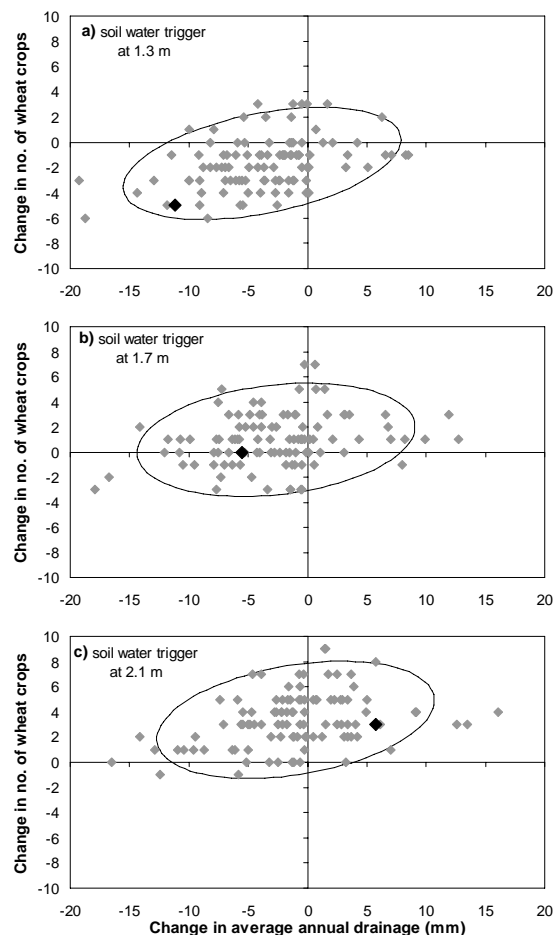 a) soil water trigger
at 1.3 m
Change in no. of wheat crops
10
8
6
4
2
0
-2
-4
-6
-8
-10
-20 -15 -10 -5 0 5 10 15 20
b) soil water trigger
at 1.7 m
Change in no. of wheat crops
10
8
6
4
2
0
-2
-4
-6
-8
-10
-20 -15 -10 -5 0 5 10 15 20
c) soil water trigger
at 2.1 m
Change in no. of wheat crops
10
8
6
4
2
0
-2
-4
-6
-8
-10
-20 -15 -10 -5 0 5 10 15 20
Change in average annual drainage (mm)